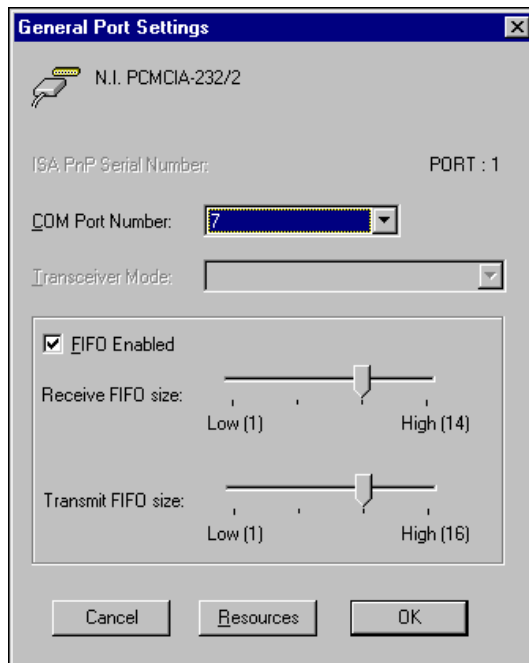 General Port Settings
N.I. PCMCIA-232/2
ISA PnP Serial Number:
PORT : 1
COM Port Number:
7
Transceiver Mode:
FIFO Enabled
Receive FIFO size:
Low (1)
High (14)
Transmit FIFO size:
Low (1)
High (16)
Cancel
Resources
OK